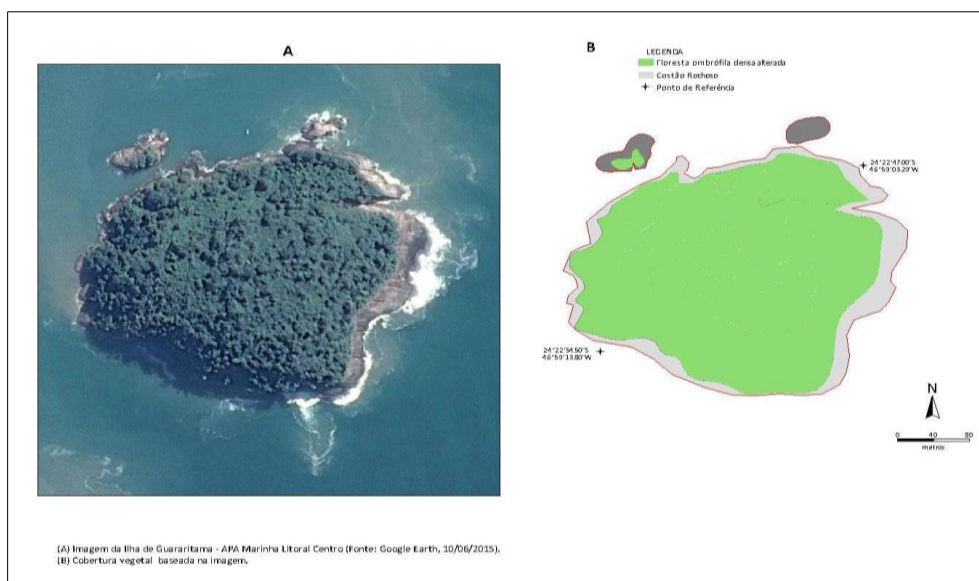 A
B
LEGENDA
Floresta ombrófila densa alterada
Costão Rochoso
Ponto de Referência
24°22'47.00"S
46°59'03.29"W
24°22'54.50"S
46°59'13.80"W
N
0 40 80
metros
(A) Imagem da Ilha de Guararitama - APA Marinha Litoral Centro (Fonte: Google Earth, 10/06/2015).
(B) Cobertura vegetal baseada na imagem.